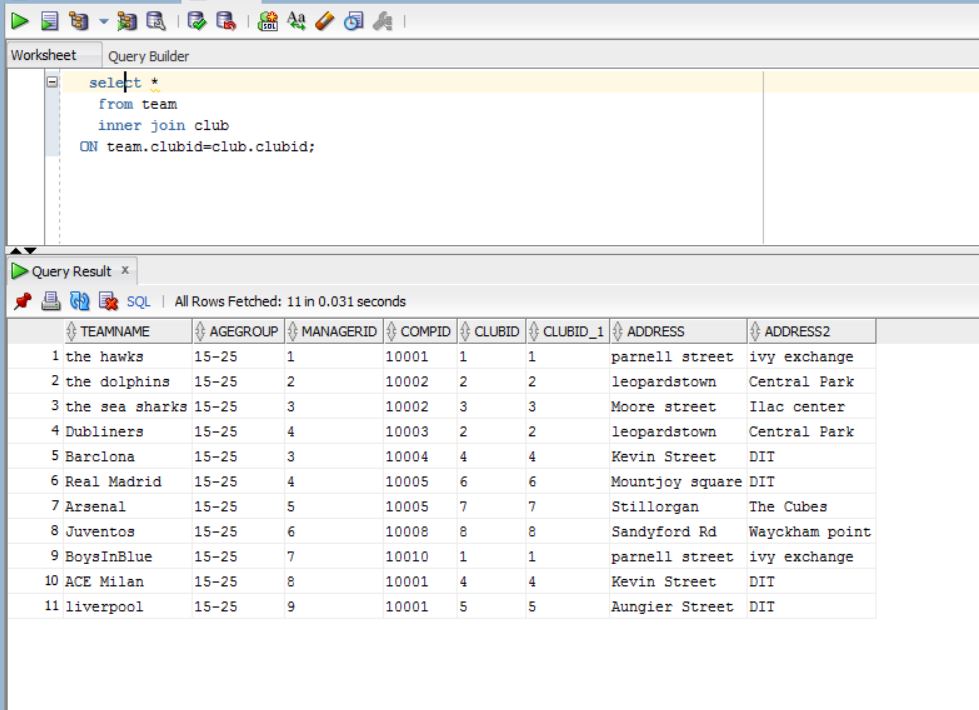 Worksheet Query Builder
select *
from team
inner join club
ON team.clubid=club.clubid;
Query Result x
SQL | All Rows Fetched: 11 in 0.031 seconds
TEAMNAME AGEGROUP MANAGERID COMPID CLUBID CLUBID_1 ADDRESS ADDRESS2
1 the hawks 15-25 1 10001 1 1 parnell street ivy exchange
2 the dolphins 15-25 2 10002 2 2 leopardstown Central Park
3 the sea sharks 15-25 3 10002 3 3 Moore street Ilac center
4 Dubliners 15-25 4 10003 2 2 leopardstown Central Park
5 Barclona 15-25 3 10004 4 4 Kevin Street DIT
6 Real Madrid 15-25 4 10005 6 6 Mountjoy square DIT
7 Arsenal 15-25 5 10005 7 7 Stillorgan The Cubes
8 Juventos 15-25 6 10008 8 8 Sandyford Rd Wayckham point
9 BoysInBlue 15-25 7 10010 1 1 parnell street ivy exchange
10 ACE Milan 15-25 8 10001 4 4 Kevin Street DIT
11 liverpool 15-25 9 10001 5 5 Aungier Street DIT